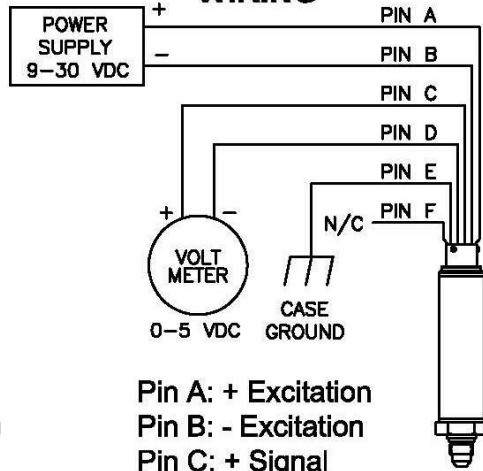 WIRING
POWER
SUPPLY
9-30 VDC
+
-
PIN A
PIN B
PIN C
PIN D
PIN E
PIN F
N/C
+
-
VOLT
METER
0-5 VDC
CASE
GROUND
Pin A: + Excitation
Pin B: - Excitation
Pin C: + Signal